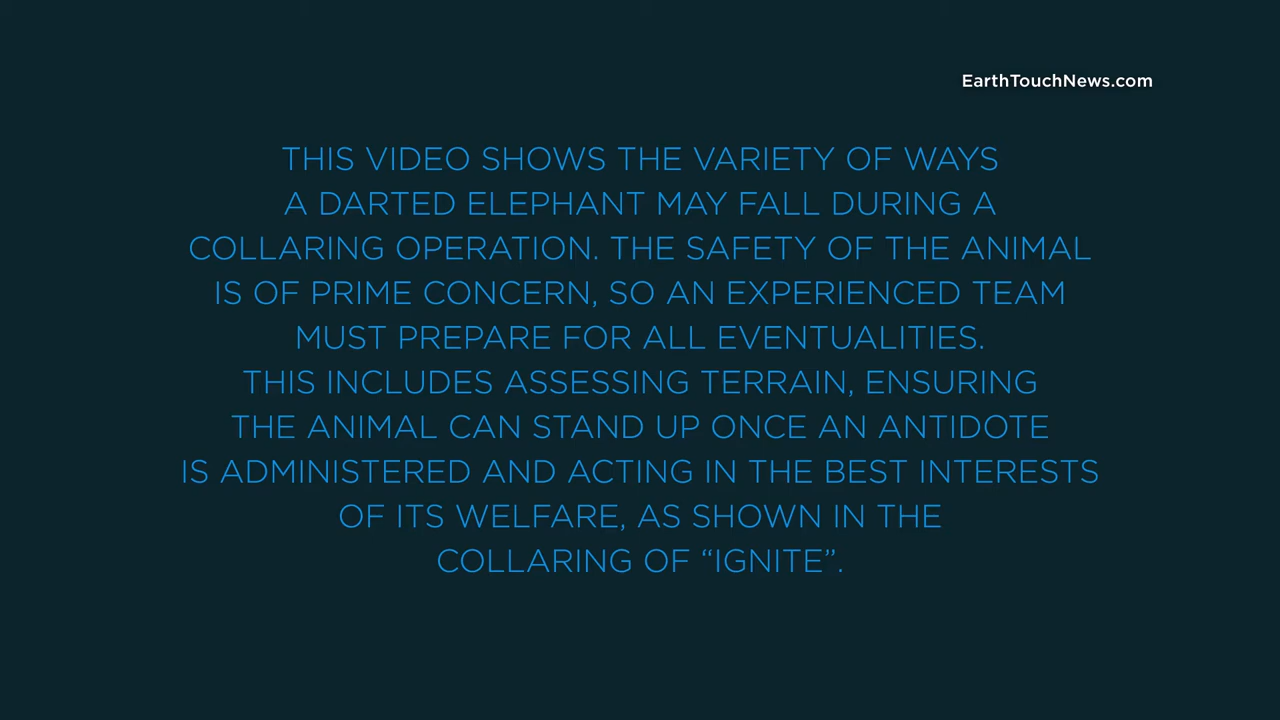 EarthTouchNews.com
THIS VIDEO SHOWS THE VARIETY OF WAYS
A DARTED ELEPHANT MAY FALL DURING A
COLLARING OPERATION. THE SAFETY OF THE ANIMAL
IS OF PRIME CONCERN, SO AN EXPERIENCED TEAM
MUST PREPARE FOR ALL EVENTUALITIES.
THIS INCLUDES ASSESSING TERRAIN, ENSURING
THE ANIMAL CAN STAND UP ONCE AN ANTIDOTE
IS ADMINISTERED AND ACTING IN THE BEST INTERESTS
OF ITS WELFARE, AS SHOWN IN THE
COLLARING OF “IGNITE”.